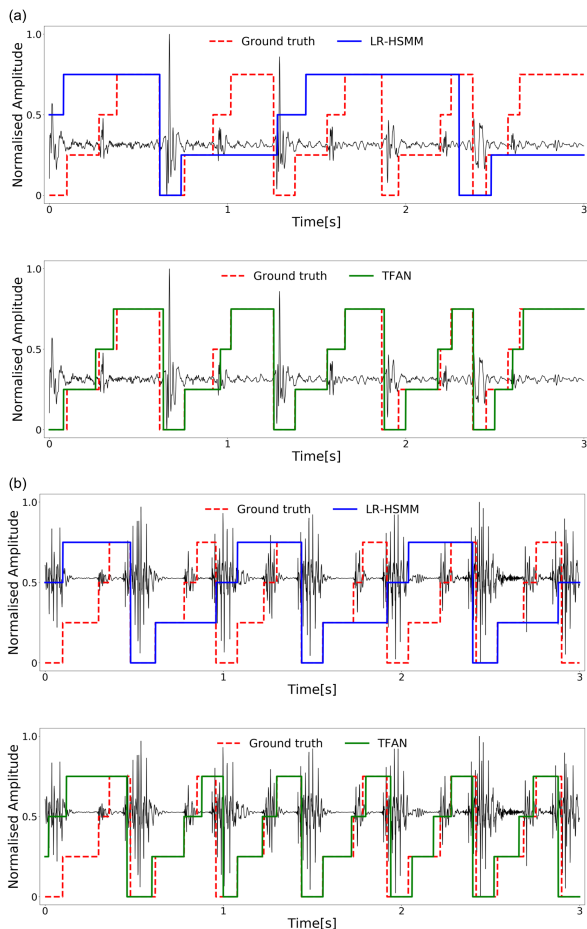 (a)
Ground truth LR-HSMM
Normalised Amplitude
1.0
0.5
0
0 1 2 3
Time[s]
Ground truth TFAN
Normalised Amplitude
1.0
0.5
0
0 1 2 3
Time[s]
(b)
Ground truth LR-HSMM
Normalised Amplitude
1.0
0.5
0
0 1 2 3
Time[s]
Ground truth TFAN
Normalised Amplitude
1.0
0.5
0
0 1 2 3
Time[s]